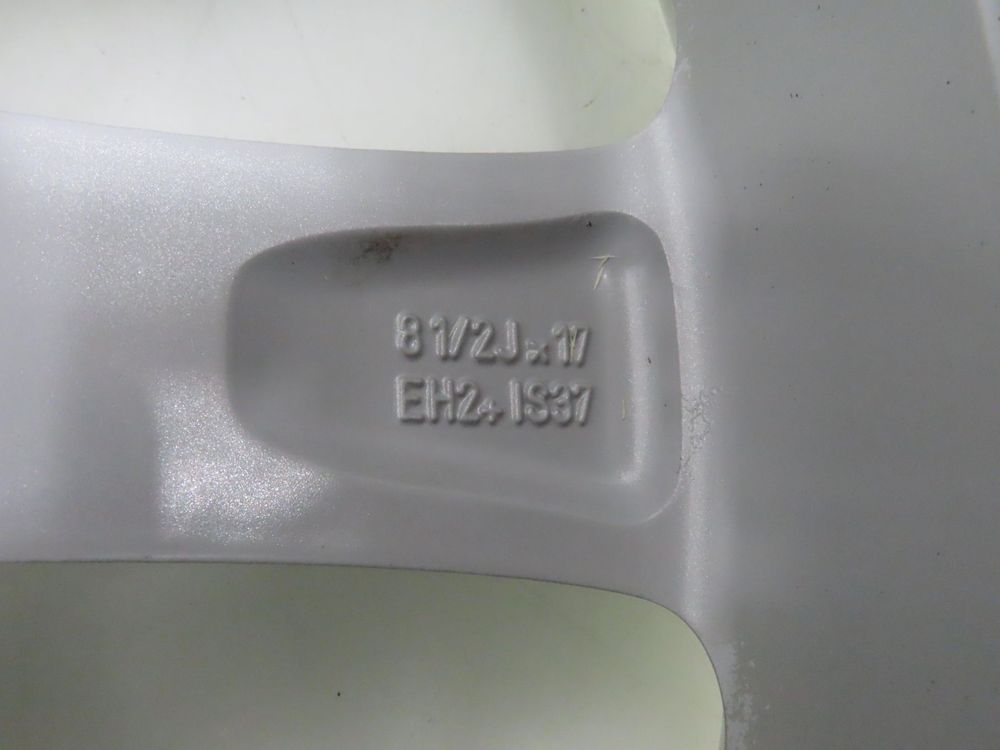 8 1/2J x 17
EH2+ IS37